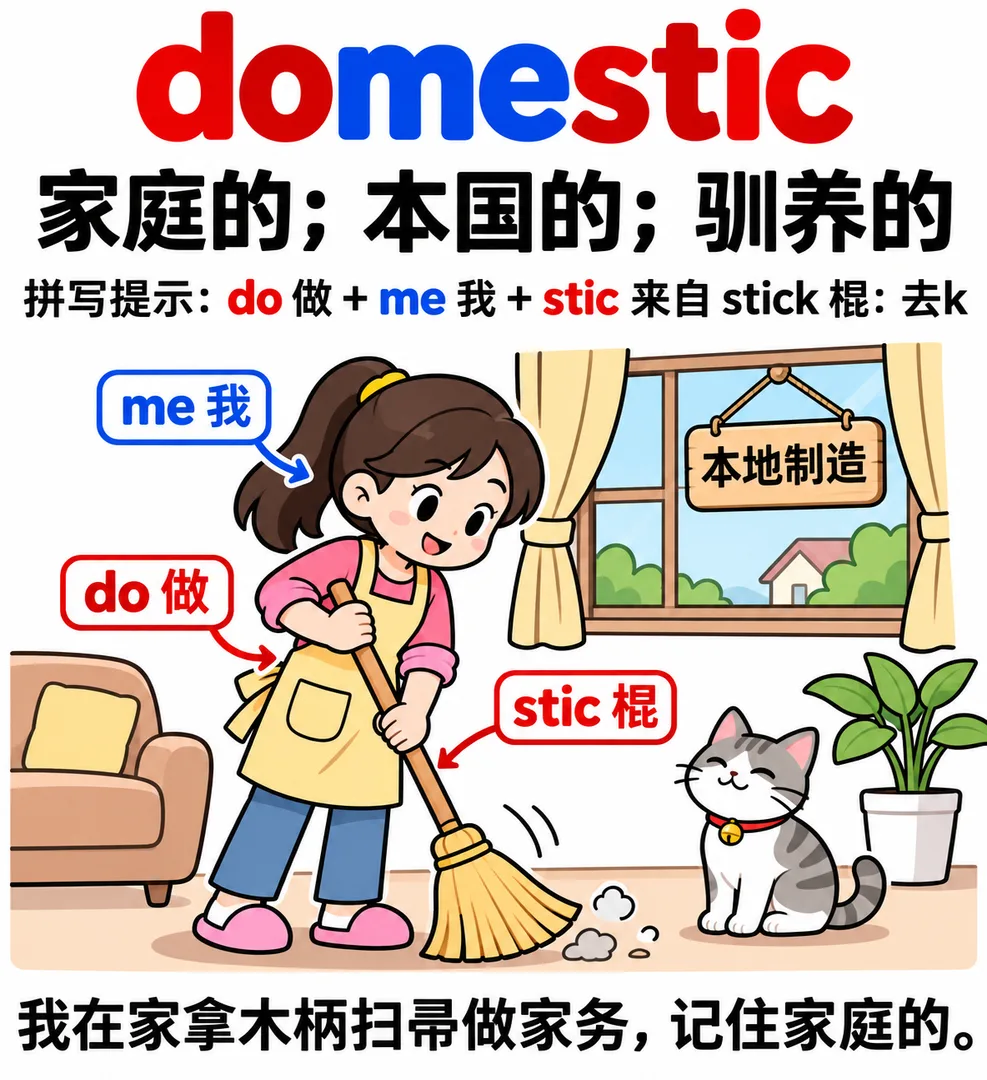 domestic
家庭的；本国的；驯养的
拼写提示：do 做 + me 我 + stic 来自 stick 棍：去k
me 我
本地制造
do 做
stic 棍
我在家拿木柄扫帚做家务，记住家庭的。